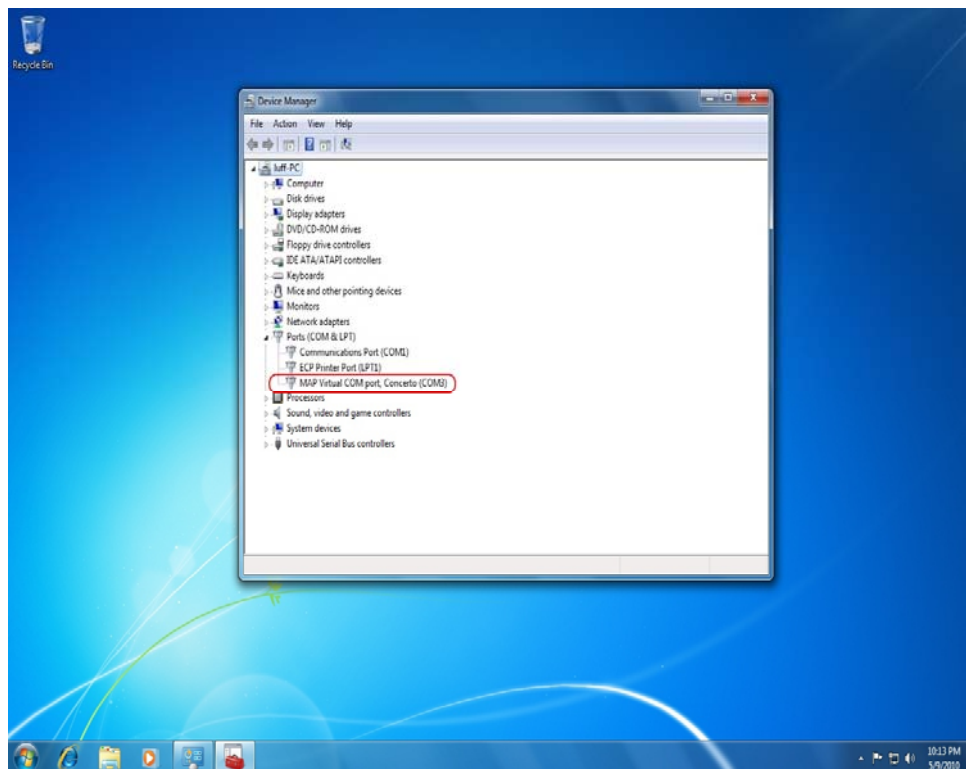 Recycle Bin
Device Manager
File Action View Help
luff-PC
Computer
Disk drives
Display adapters
DVD/CD-ROM drives
Floppy drive controllers
IDE ATA/ATAPI controllers
Keyboards
Mice and other pointing devices
Monitors
Network adapters
Ports (COM & LPT)
Communications Port (COM1)
ECP Printer Port (LPT1)
MAP Virtual COM port, Concerto (COM3)
Processors
Sound, video and game controllers
System devices
Universal Serial Bus controllers
10:13 PM
5/9/2010